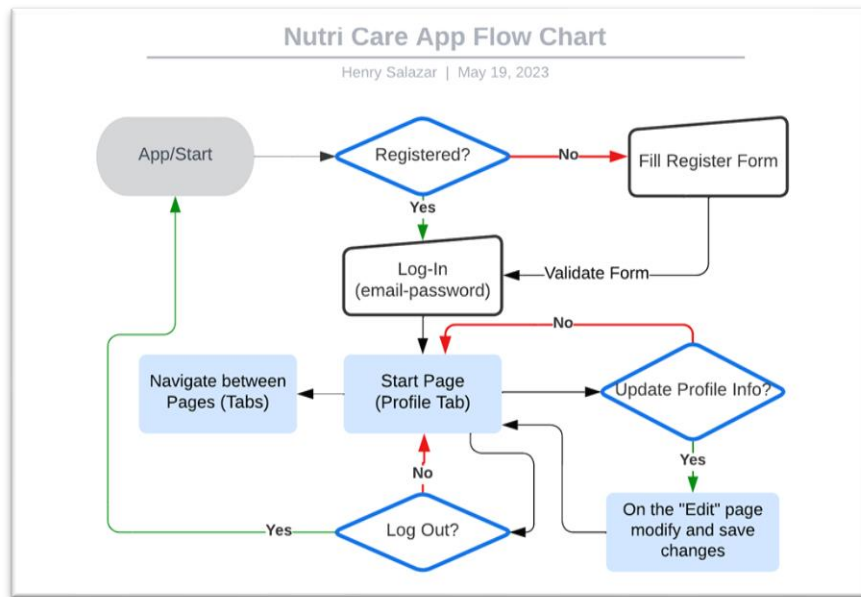 Nutri Care App Flow Chart
Henry Salazar | May 19, 2023
App/Start
Registered?
No
Fill Register Form
Yes
Log-In
(email-password)
Validate Form
No
Navigate between
Pages (Tabs)
Start Page
(Profile Tab)
Update Profile Info?
No
Yes
Yes
Log Out?
On the "Edit" page
modify and save
changes